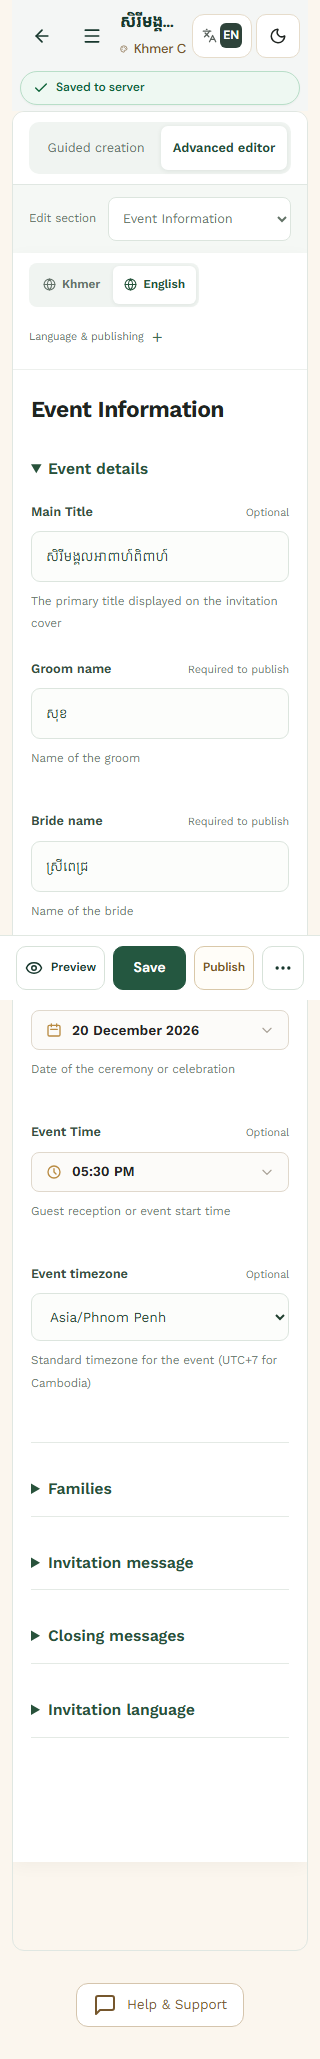 សិរីមង្គ...
Khmer C
EN
Saved to server
Guided creation
Advanced editor
Edit section
Event Information
Khmer
English
Language & publishing +
Event Information
Event details
Main Title
Optional
សិរីមង្គលអាពាហ៍ពិពាហ៍
The primary title displayed on the invitation
cover
Groom name
Required to publish
សុខ
Name of the groom
Bride name
Required to publish
ស្រីពេជ្រ
Name of the bride
Preview
Save
Publish
20 December 2026
Date of the ceremony or celebration
Event Time
Optional
05:30 PM
Guest reception or event start time
Event timezone
Optional
Asia/Phnom Penh
Standard timezone for the event (UTC+7 for
Cambodia)
Families
Invitation message
Closing messages
Invitation language
Help & Support